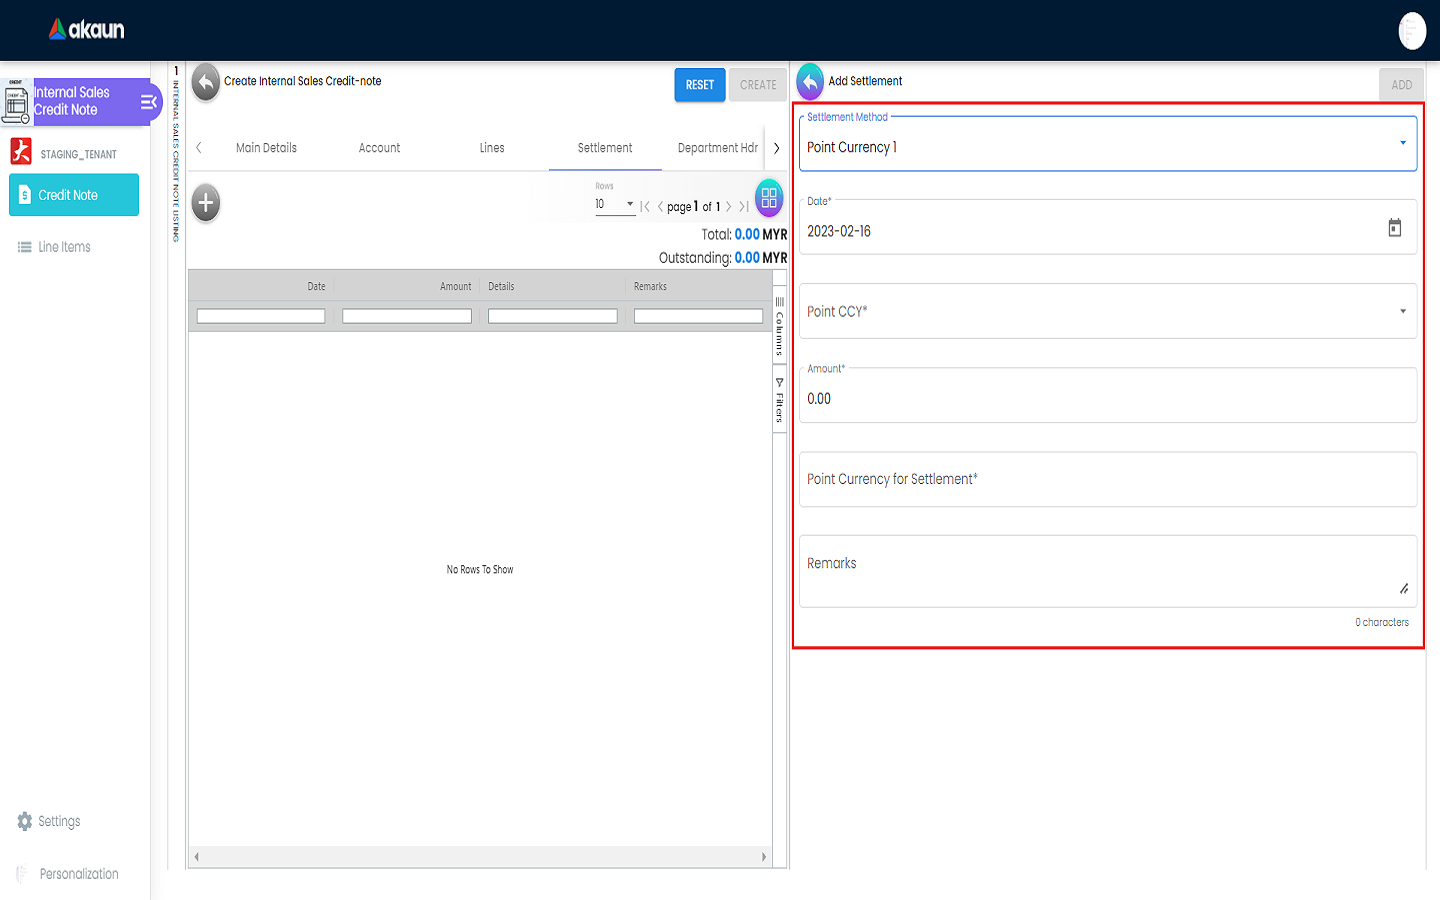 akaun
CREDIT
Internal Sales
Credit Note
STAGING_TENANT
Credit Note
Line Items
Settings
Personalization
1
INTERNAL SALES CREDIT NOTE LISTING
Create Internal Sales Credit-note
RESET
CREATE
Main Details
Account
Lines
Settlement
Department Hdr
Rows
10
page 1 of 1
Total: 0.00 MYR
Outstanding: 0.00 MYR
Date
Amount
Details
Remarks
Columns
Filters
No Rows To Show
Add Settlement
ADD
Settlement Method
Point Currency 1
Date*
2023-02-16
Point CCY*
Amount*
0.00
Point Currency for Settlement*
Remarks
0 characters